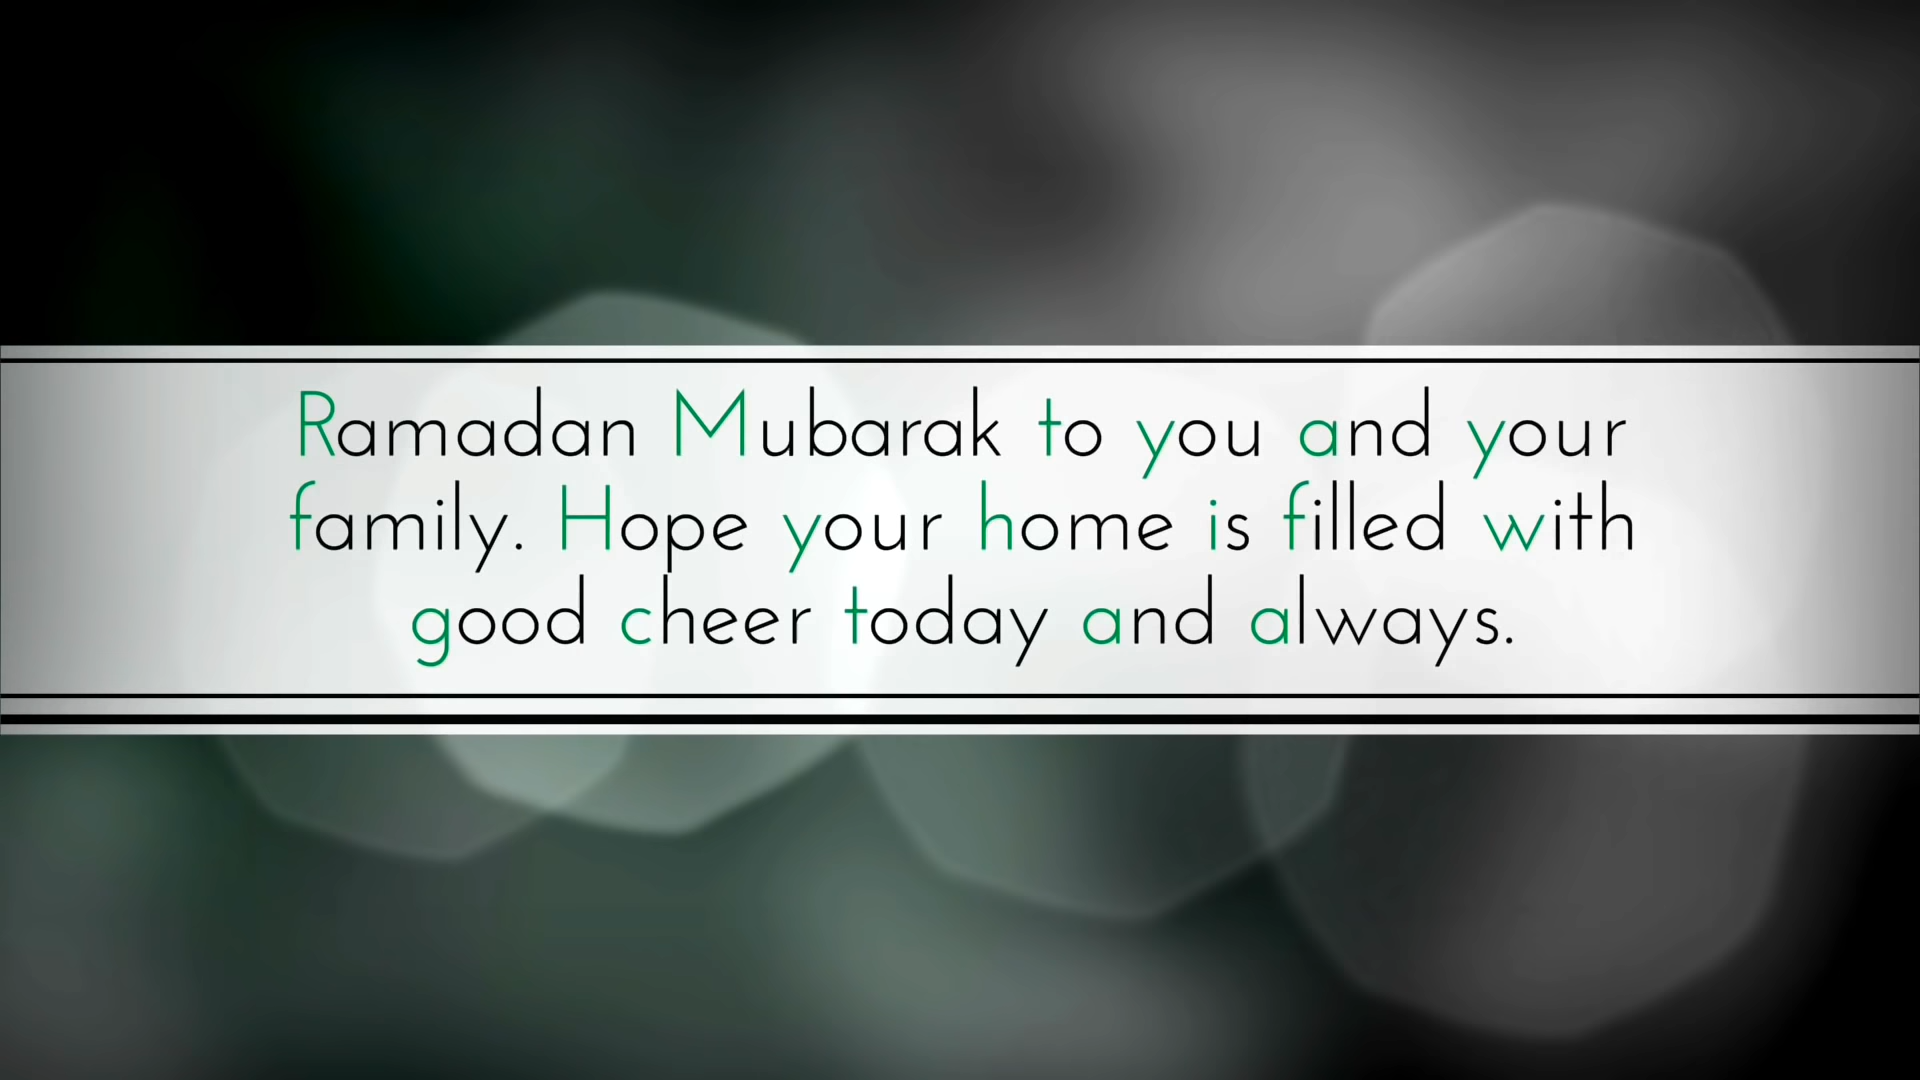 Ramadan Mubarak to you and your
family. Hope your home is filled with
good cheer today and always.